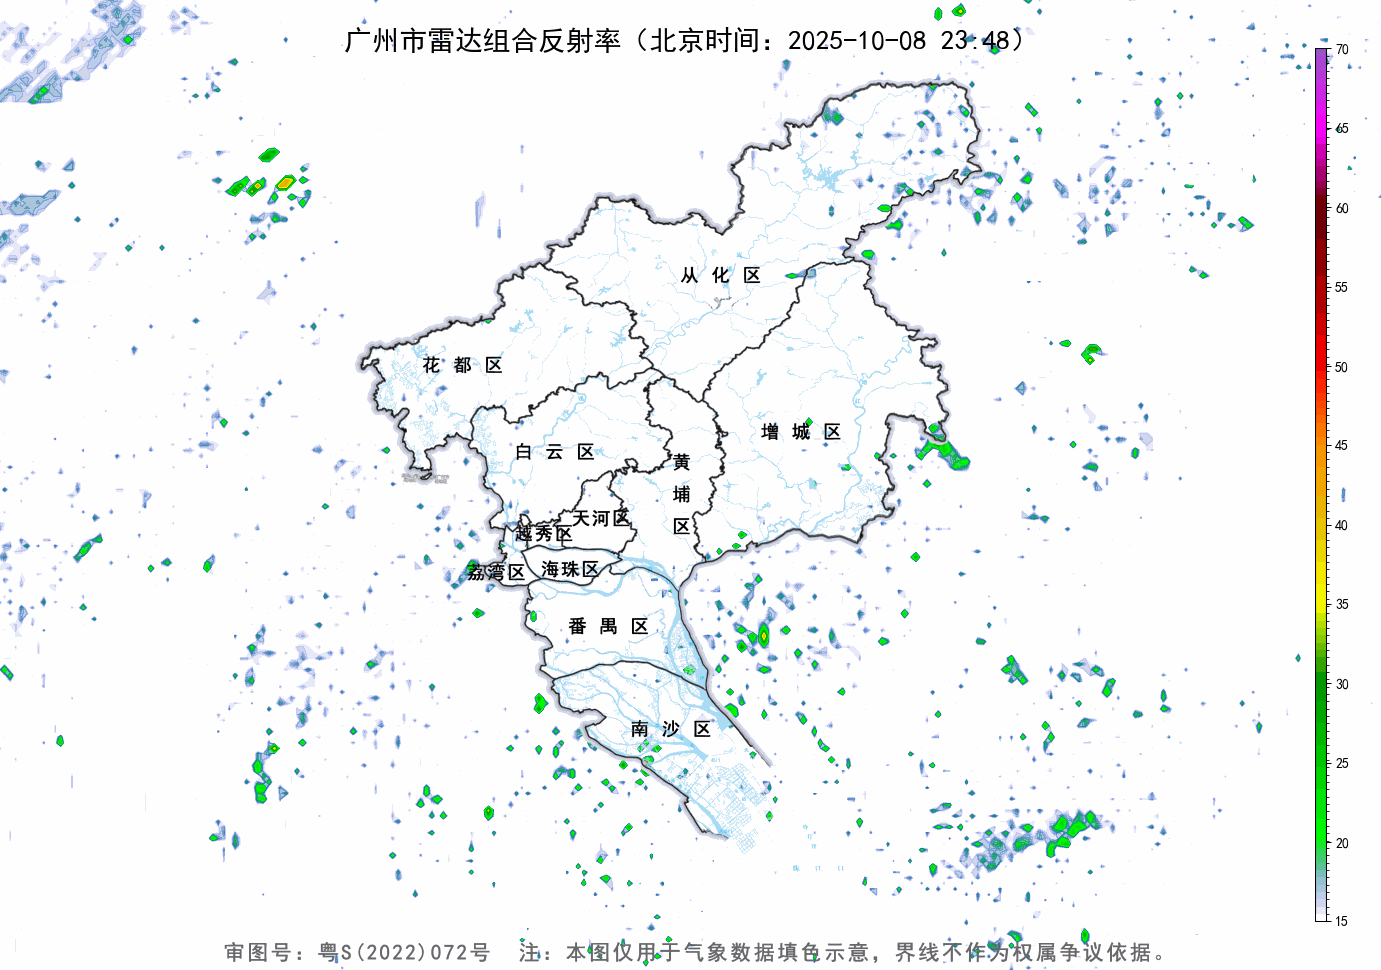 广州市雷达组合反射率（北京时间：2025-10-08 23:48）
70
65
60
55
50
45
40
35
30
25
20
15
从化区
花都区
增城区
白云区
黄埔区
天河区
越秀区
荔湾区
海珠区
番禺区
南沙区
审图号：粤S(2022)072号 注：本图仅用于气象数据填色示意，界线不作为权属争议依据。